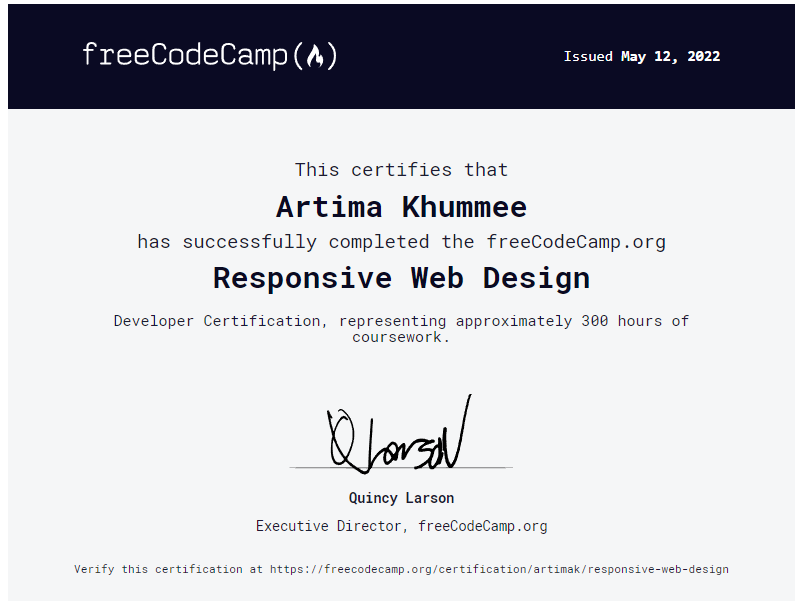 freeCodeCamp(🔥)
Issued May 12, 2022
This certifies that
Artima Khummee
has successfully completed the freeCodeCamp.org
Responsive Web Design
Developer Certification, representing approximately 300 hours of
coursework.
Q Larson
Quincy Larson
Executive Director, freeCodeCamp.org
Verify this certification at https://freecodecamp.org/certification/artimak/responsive-web-design